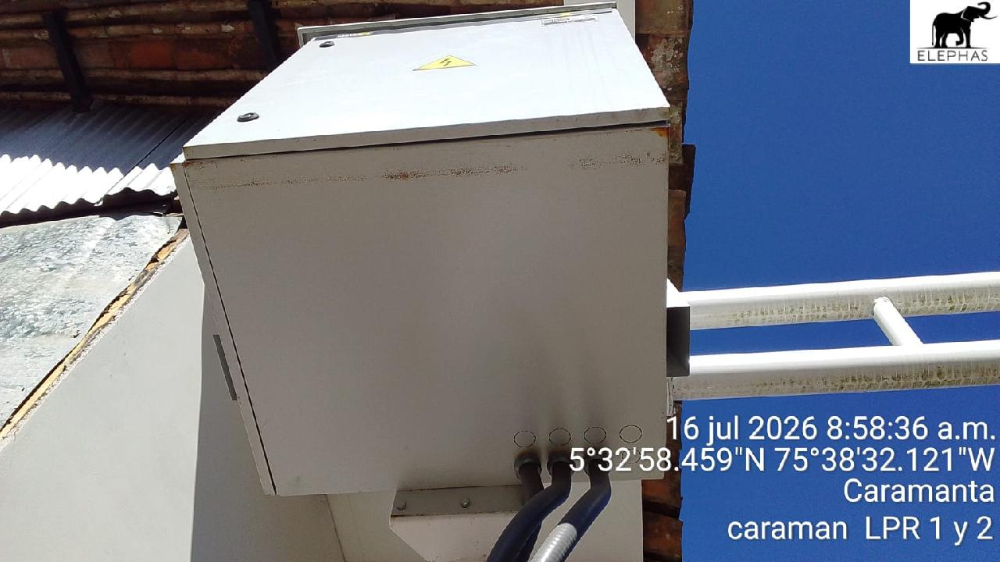 ELEPHAS
16 jul 2026 8:58:36 a.m.
5°32'58.459"N 75°38'32.121"W
Caramanta
caraman LPR 1 y 2